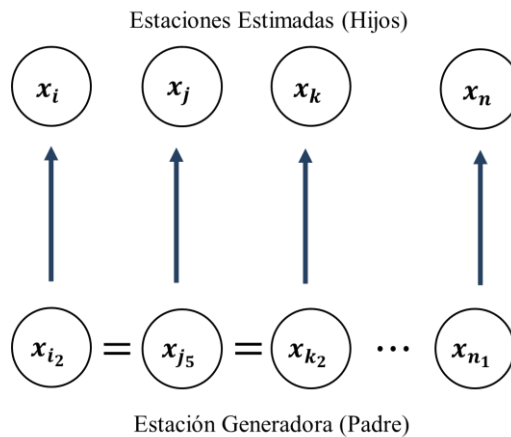 Estaciones Estimadas (Hijos)
x_i x_j x_k x_n
x_{i_2} = x_{j_5} = x_{k_2} ... x_{n_1}
Estación Generadora (Padre)